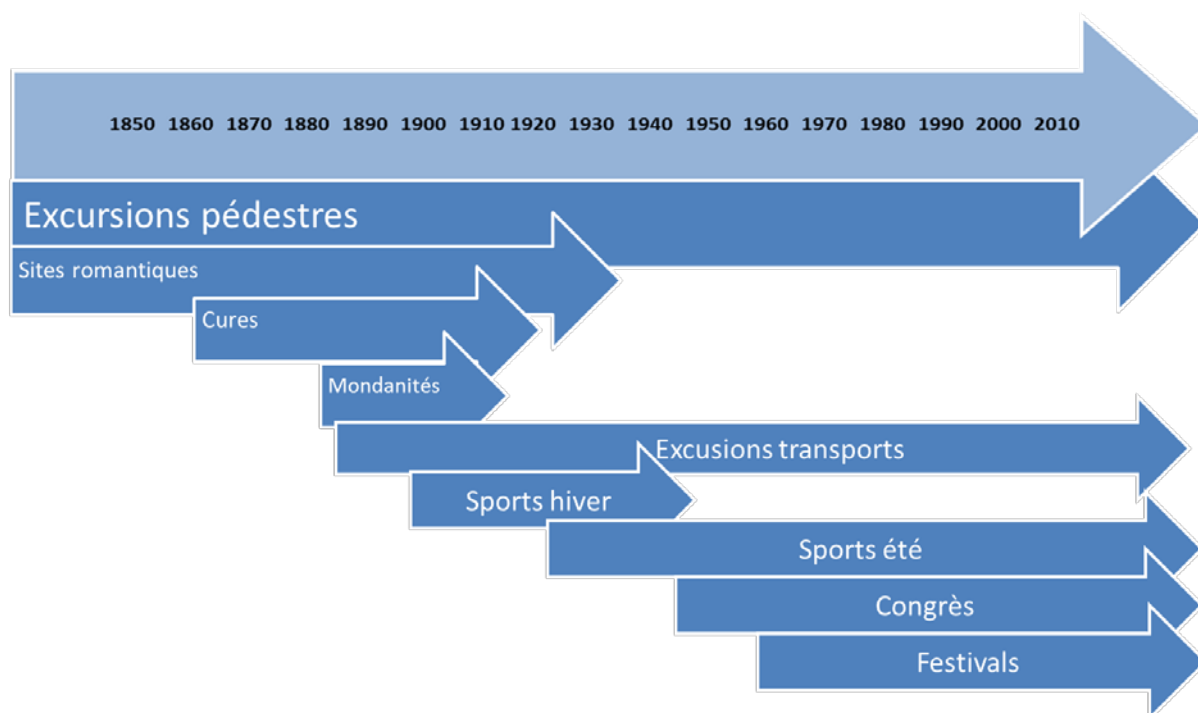 1850 1860 1870 1880 1890 1900 1910 1920 1930 1940 1950 1960 1970 1980 1990 2000 2010
Excursions pédestres
Sites romantiques
Cures
Mondanités
Excusions transports
Sports hiver
Sports été
Congrès
Festivals